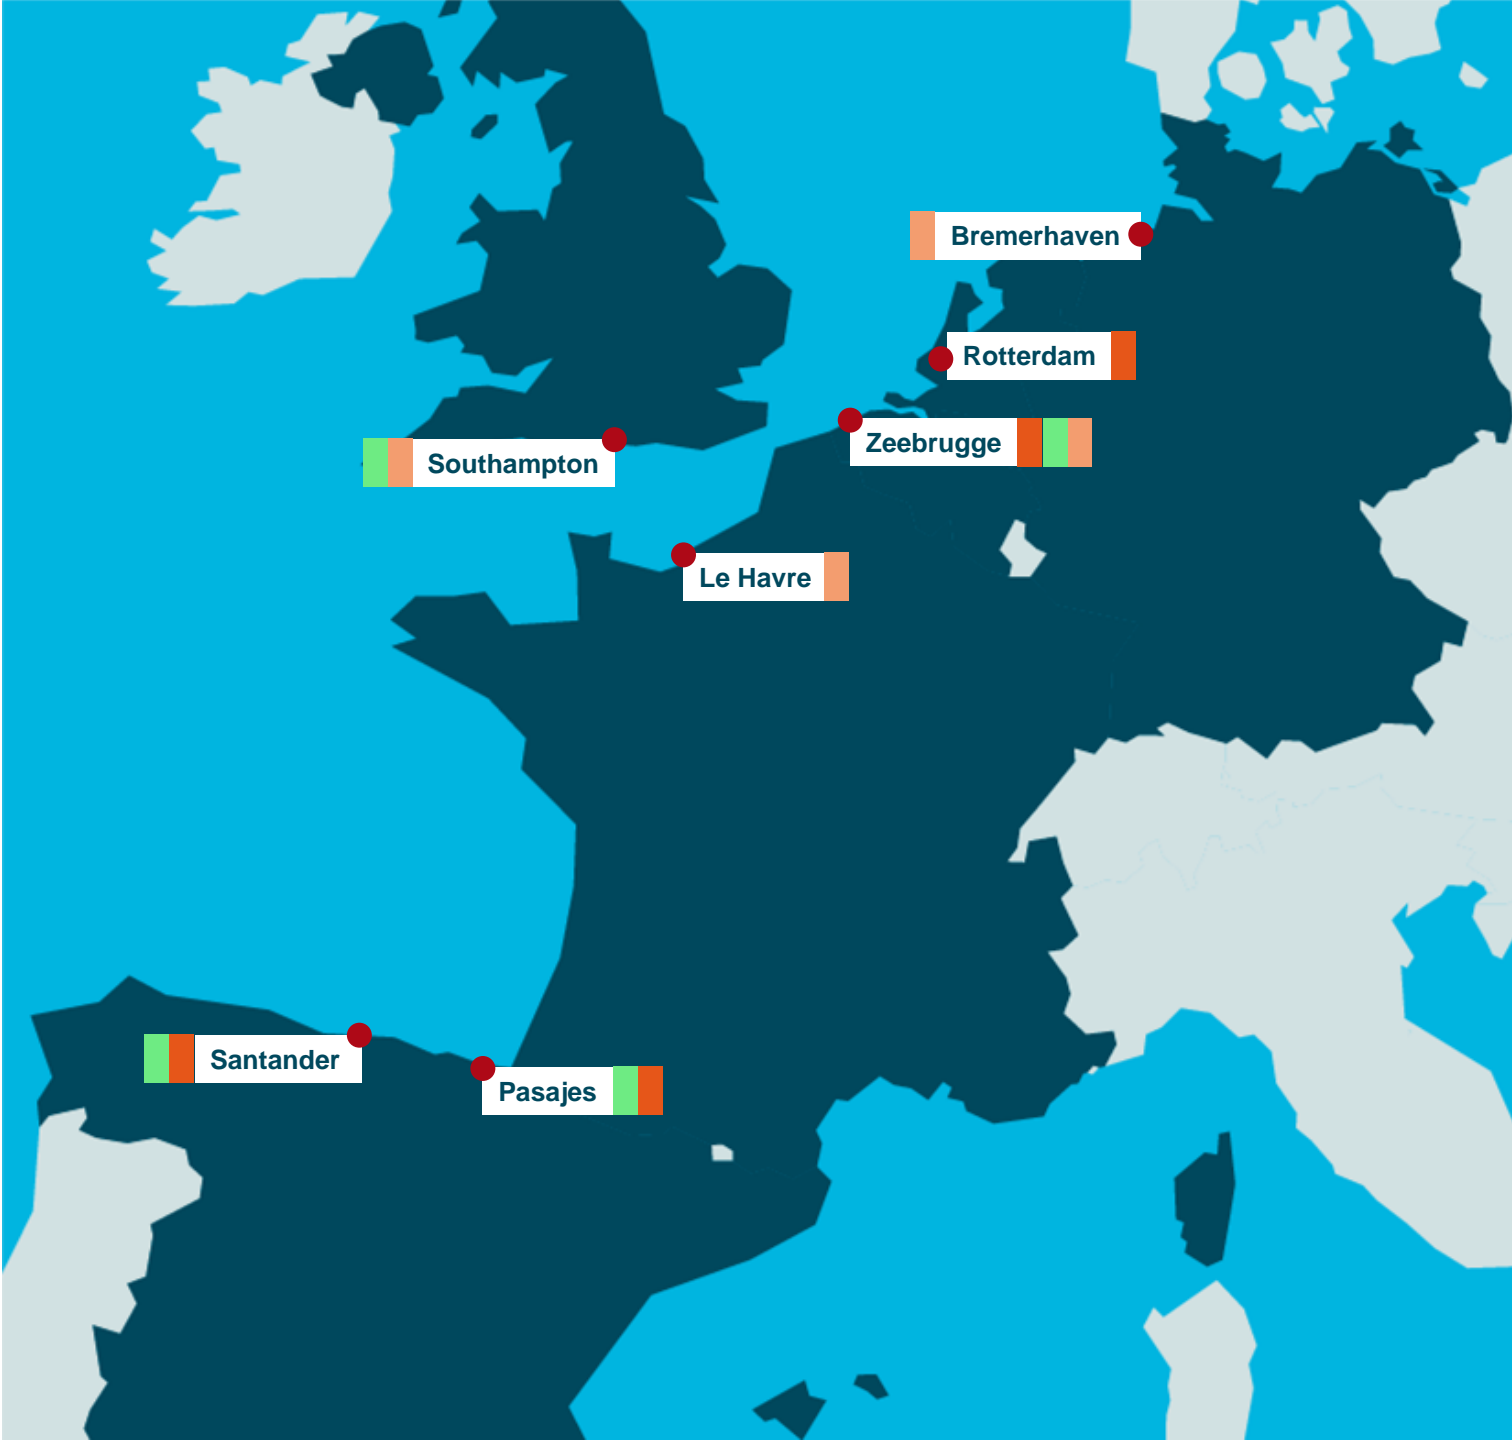 Bremerhaven
Rotterdam
Zeebrugge
Southampton
Le Havre
Santander
Pasajes